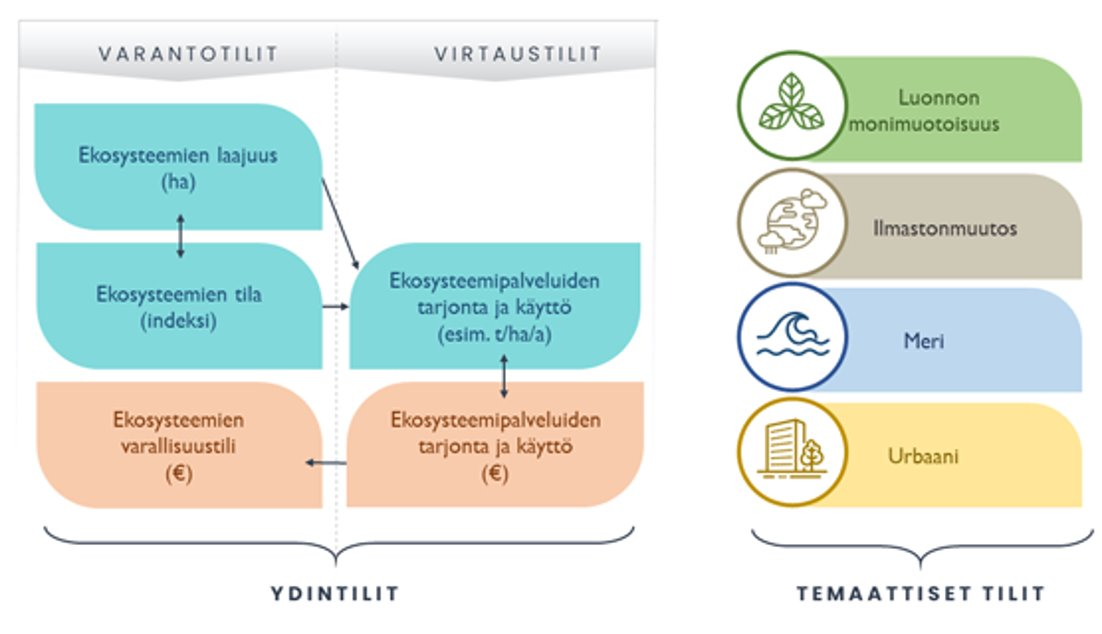 VARANTOTILIT
VIRTAUSTILIT
Ekosysteemien laajuus
(ha)
Ekosysteemien tila
(indeksi)
Ekosysteemipalveluiden
tarjonta ja käyttö
(esim. t/ha/a)
Ekosysteemien
varallisuustili
(€)
Ekosysteemipalveluiden
tarjonta ja käyttö
(€)
YDINTILIT
Luonnon
monimuotoisuus
Ilmastonmuutos
Meri
Urbaani
TEMAATTISET TILIT